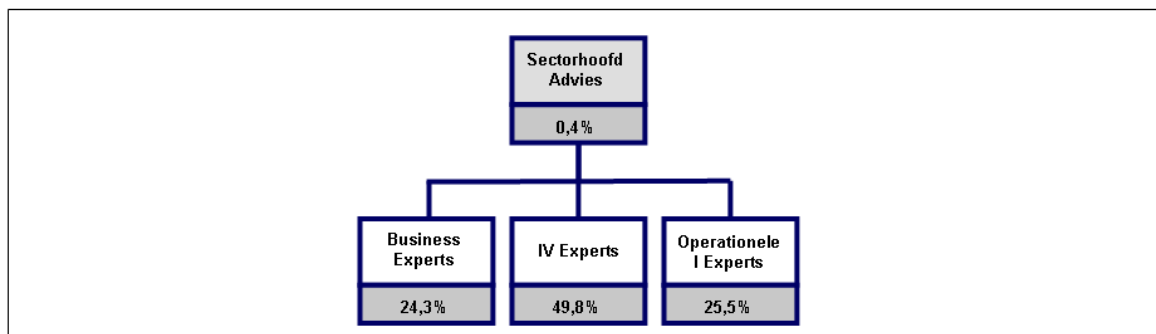 Sectorhoofd
Advies
0,4%
Business
Experts
24,3%
IV Experts
49,8%
Operationele
I Experts
25,5%